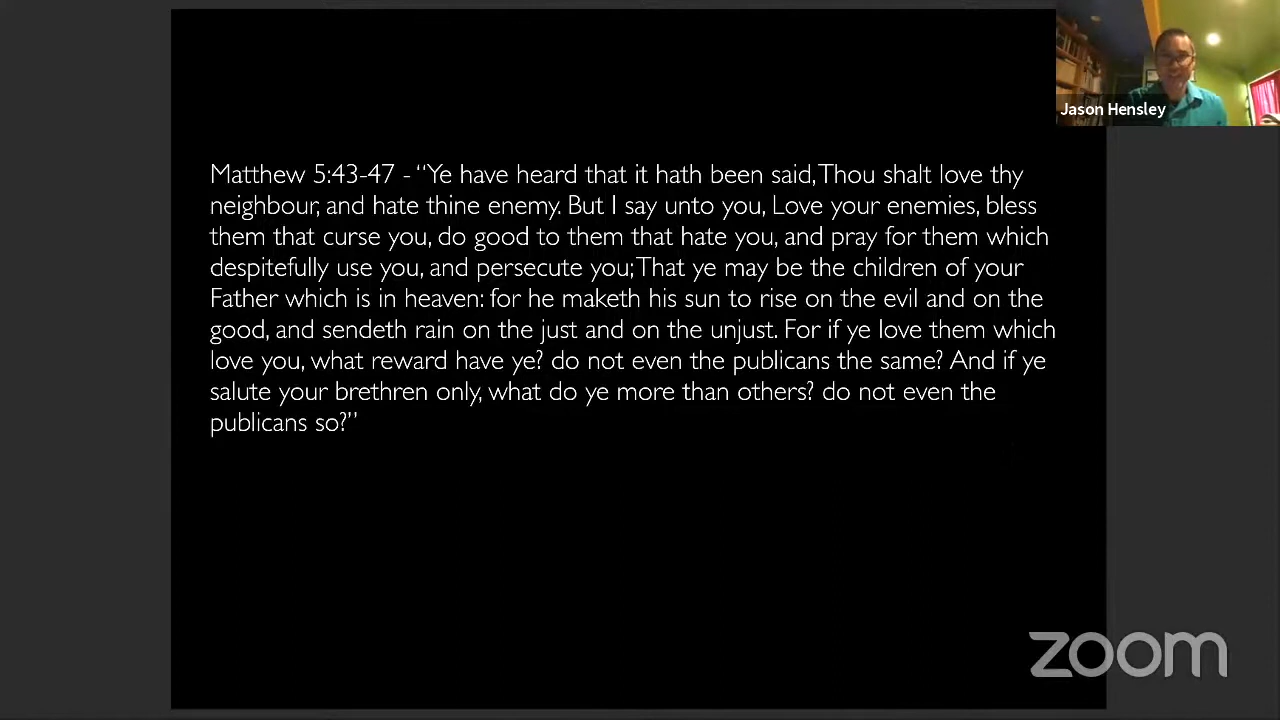 Jason Hensley
Matthew 5:43-47 - “Ye have heard that it hath been said, Thou shalt love thy
neighbour, and hate thine enemy. But I say unto you, Love your enemies, bless
them that curse you, do good to them that hate you, and pray for them which
despitefully use you, and persecute you; That ye may be the children of your
Father which is in heaven: for he maketh his sun to rise on the evil and on the
good, and sendeth rain on the just and on the unjust. For if ye love them which
love you, what reward have ye? do not even the publicans the same? And if ye
salute your brethren only, what do ye more than others? do not even the
publicans so?”
zoom